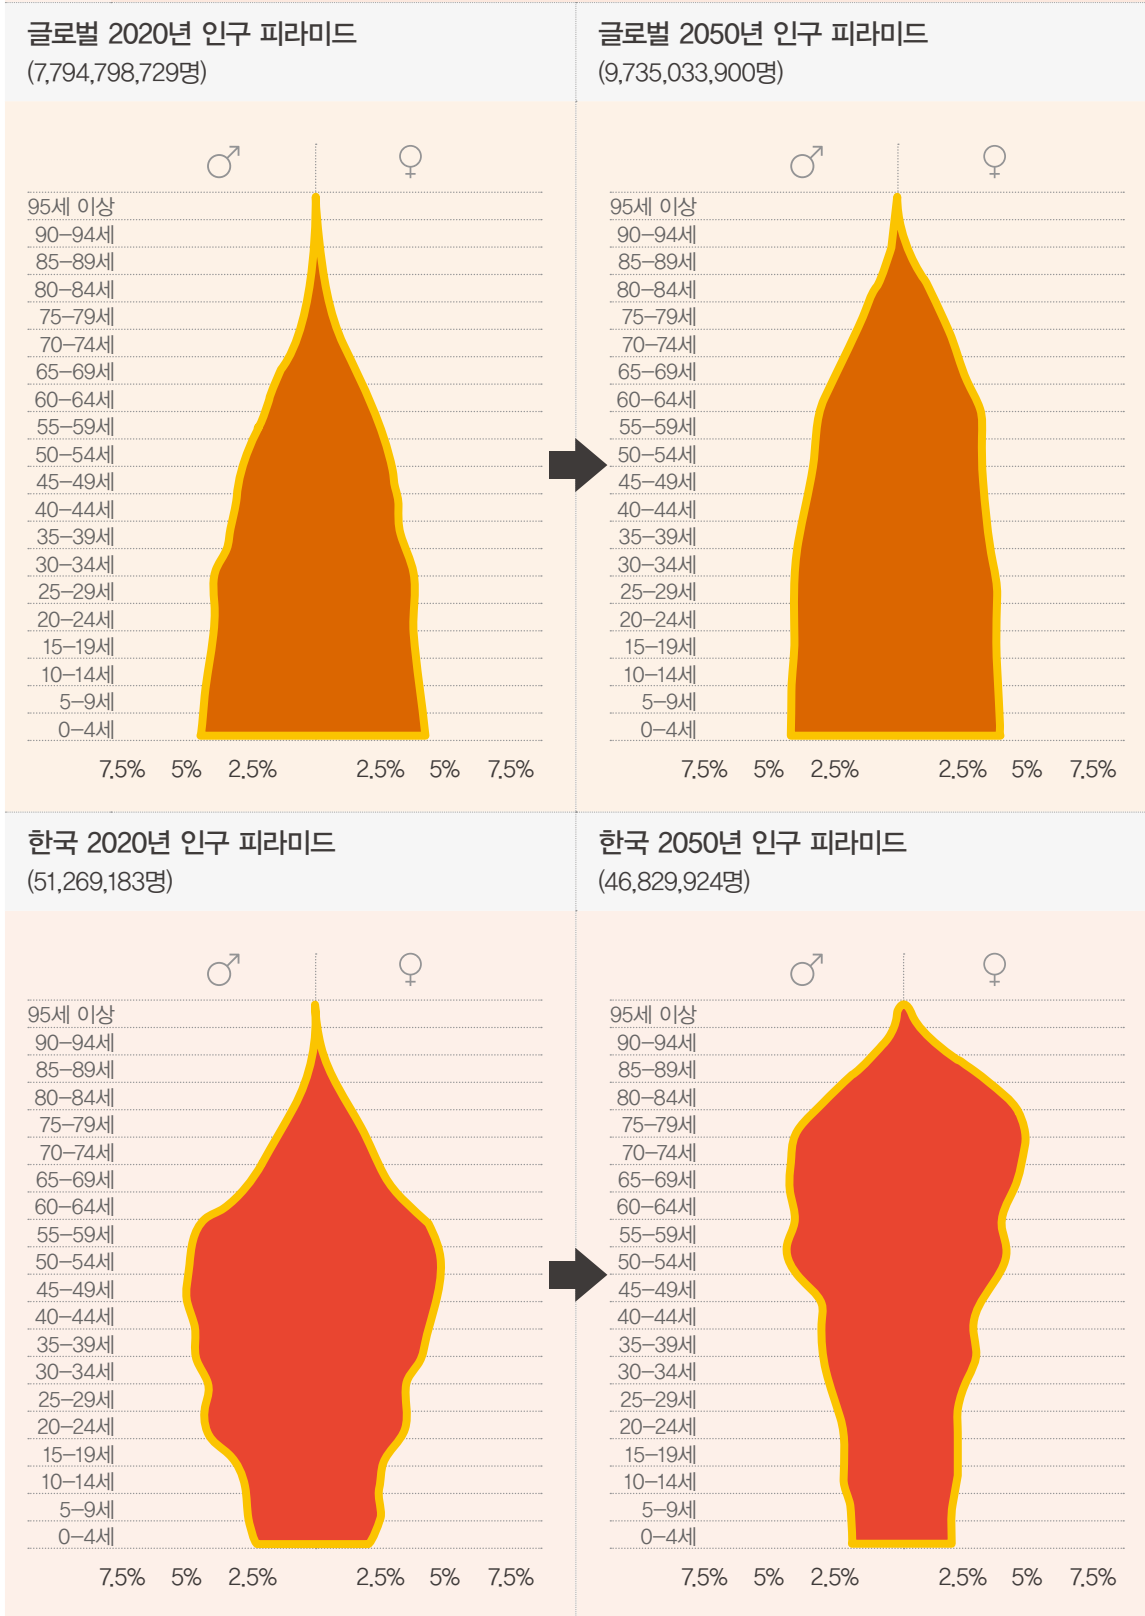 글로벌 2020년 인구 피라미드
(7,794,798,729명)
95세 이상
90–94세
85–89세
80–84세
75–79세
70–74세
65–69세
60–64세
55–59세
50–54세
45–49세
40–44세
35–39세
30–34세
25–29세
20–24세
15–19세
10–14세
5–9세
0–4세
7.5% 5% 2.5% 2.5% 5% 7.5%
글로벌 2050년 인구 피라미드
(9,735,033,900명)
95세 이상
90–94세
85–89세
80–84세
75–79세
70–74세
65–69세
60–64세
55–59세
50–54세
45–49세
40–44세
35–39세
30–34세
25–29세
20–24세
15–19세
10–14세
5–9세
0–4세
7.5% 5% 2.5% 2.5% 5% 7.5%
한국 2020년 인구 피라미드
(51,269,183명)
95세 이상
90–94세
85–89세
80–84세
75–79세
70–74세
65–69세
60–64세
55–59세
50–54세
45–49세
40–44세
35–39세
30–34세
25–29세
20–24세
15–19세
10–14세
5–9세
0–4세
7.5% 5% 2.5% 2.5% 5% 7.5%
한국 2050년 인구 피라미드
(46,829,924명)
95세 이상
90–94세
85–89세
80–84세
75–79세
70–74세
65–69세
60–64세
55–59세
50–54세
45–49세
40–44세
35–39세
30–34세
25–29세
20–24세
15–19세
10–14세
5–9세
0–4세
7.5% 5% 2.5% 2.5% 5% 7.5%